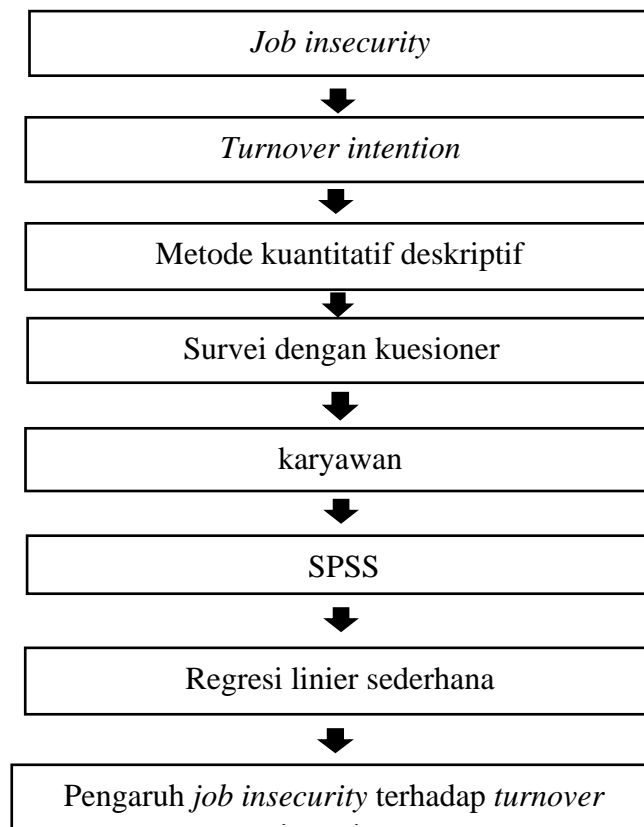 Job insecurity
Turnover intention
Metode kuantitatif deskriptif
Survei dengan kuesioner
karyawan
SPSS
Regresi linier sederhana
Pengaruh job insecurity terhadap turnover